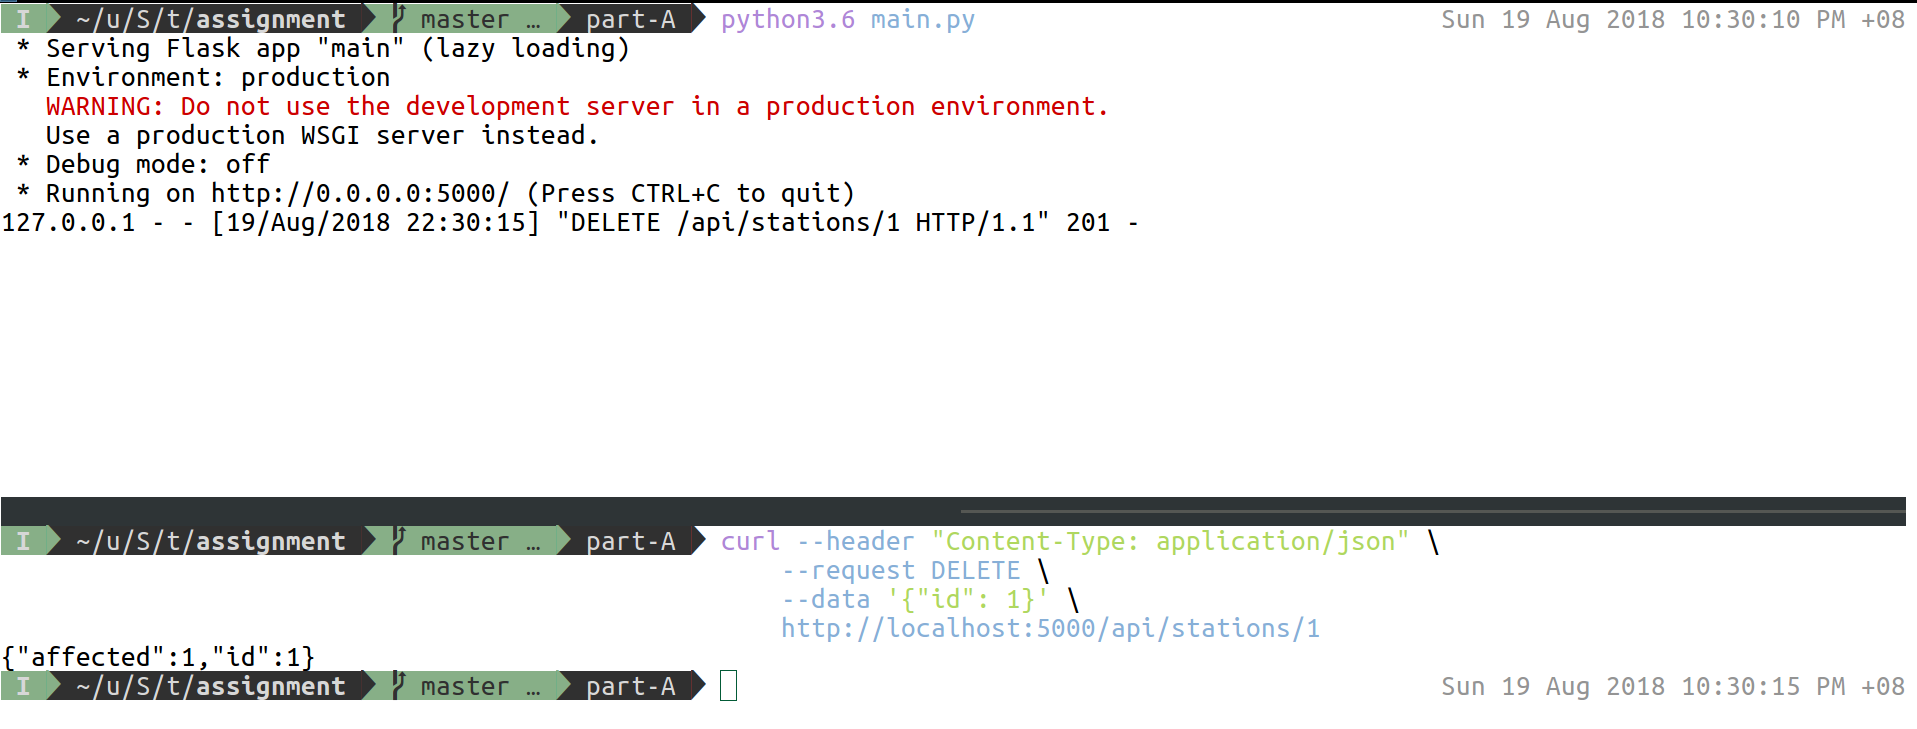 I ~/u/S/t/assignment master … part-A python3.6 main.py Sun 19 Aug 2018 10:30:10 PM +08
* Serving Flask app "main" (lazy loading)
* Environment: production
WARNING: Do not use the development server in a production environment.
Use a production WSGI server instead.
* Debug mode: off
* Running on http://0.0.0.0:5000/ (Press CTRL+C to quit)
127.0.0.1 - - [19/Aug/2018 22:30:15] "DELETE /api/stations/1 HTTP/1.1" 201 -
I ~/u/S/t/assignment master … part-A curl --header "Content-Type: application/json" \
--request DELETE \
--data '{"id": 1}' \
http://localhost:5000/api/stations/1
{"affected":1,"id":1}
I ~/u/S/t/assignment master … part-A Sun 19 Aug 2018 10:30:15 PM +08